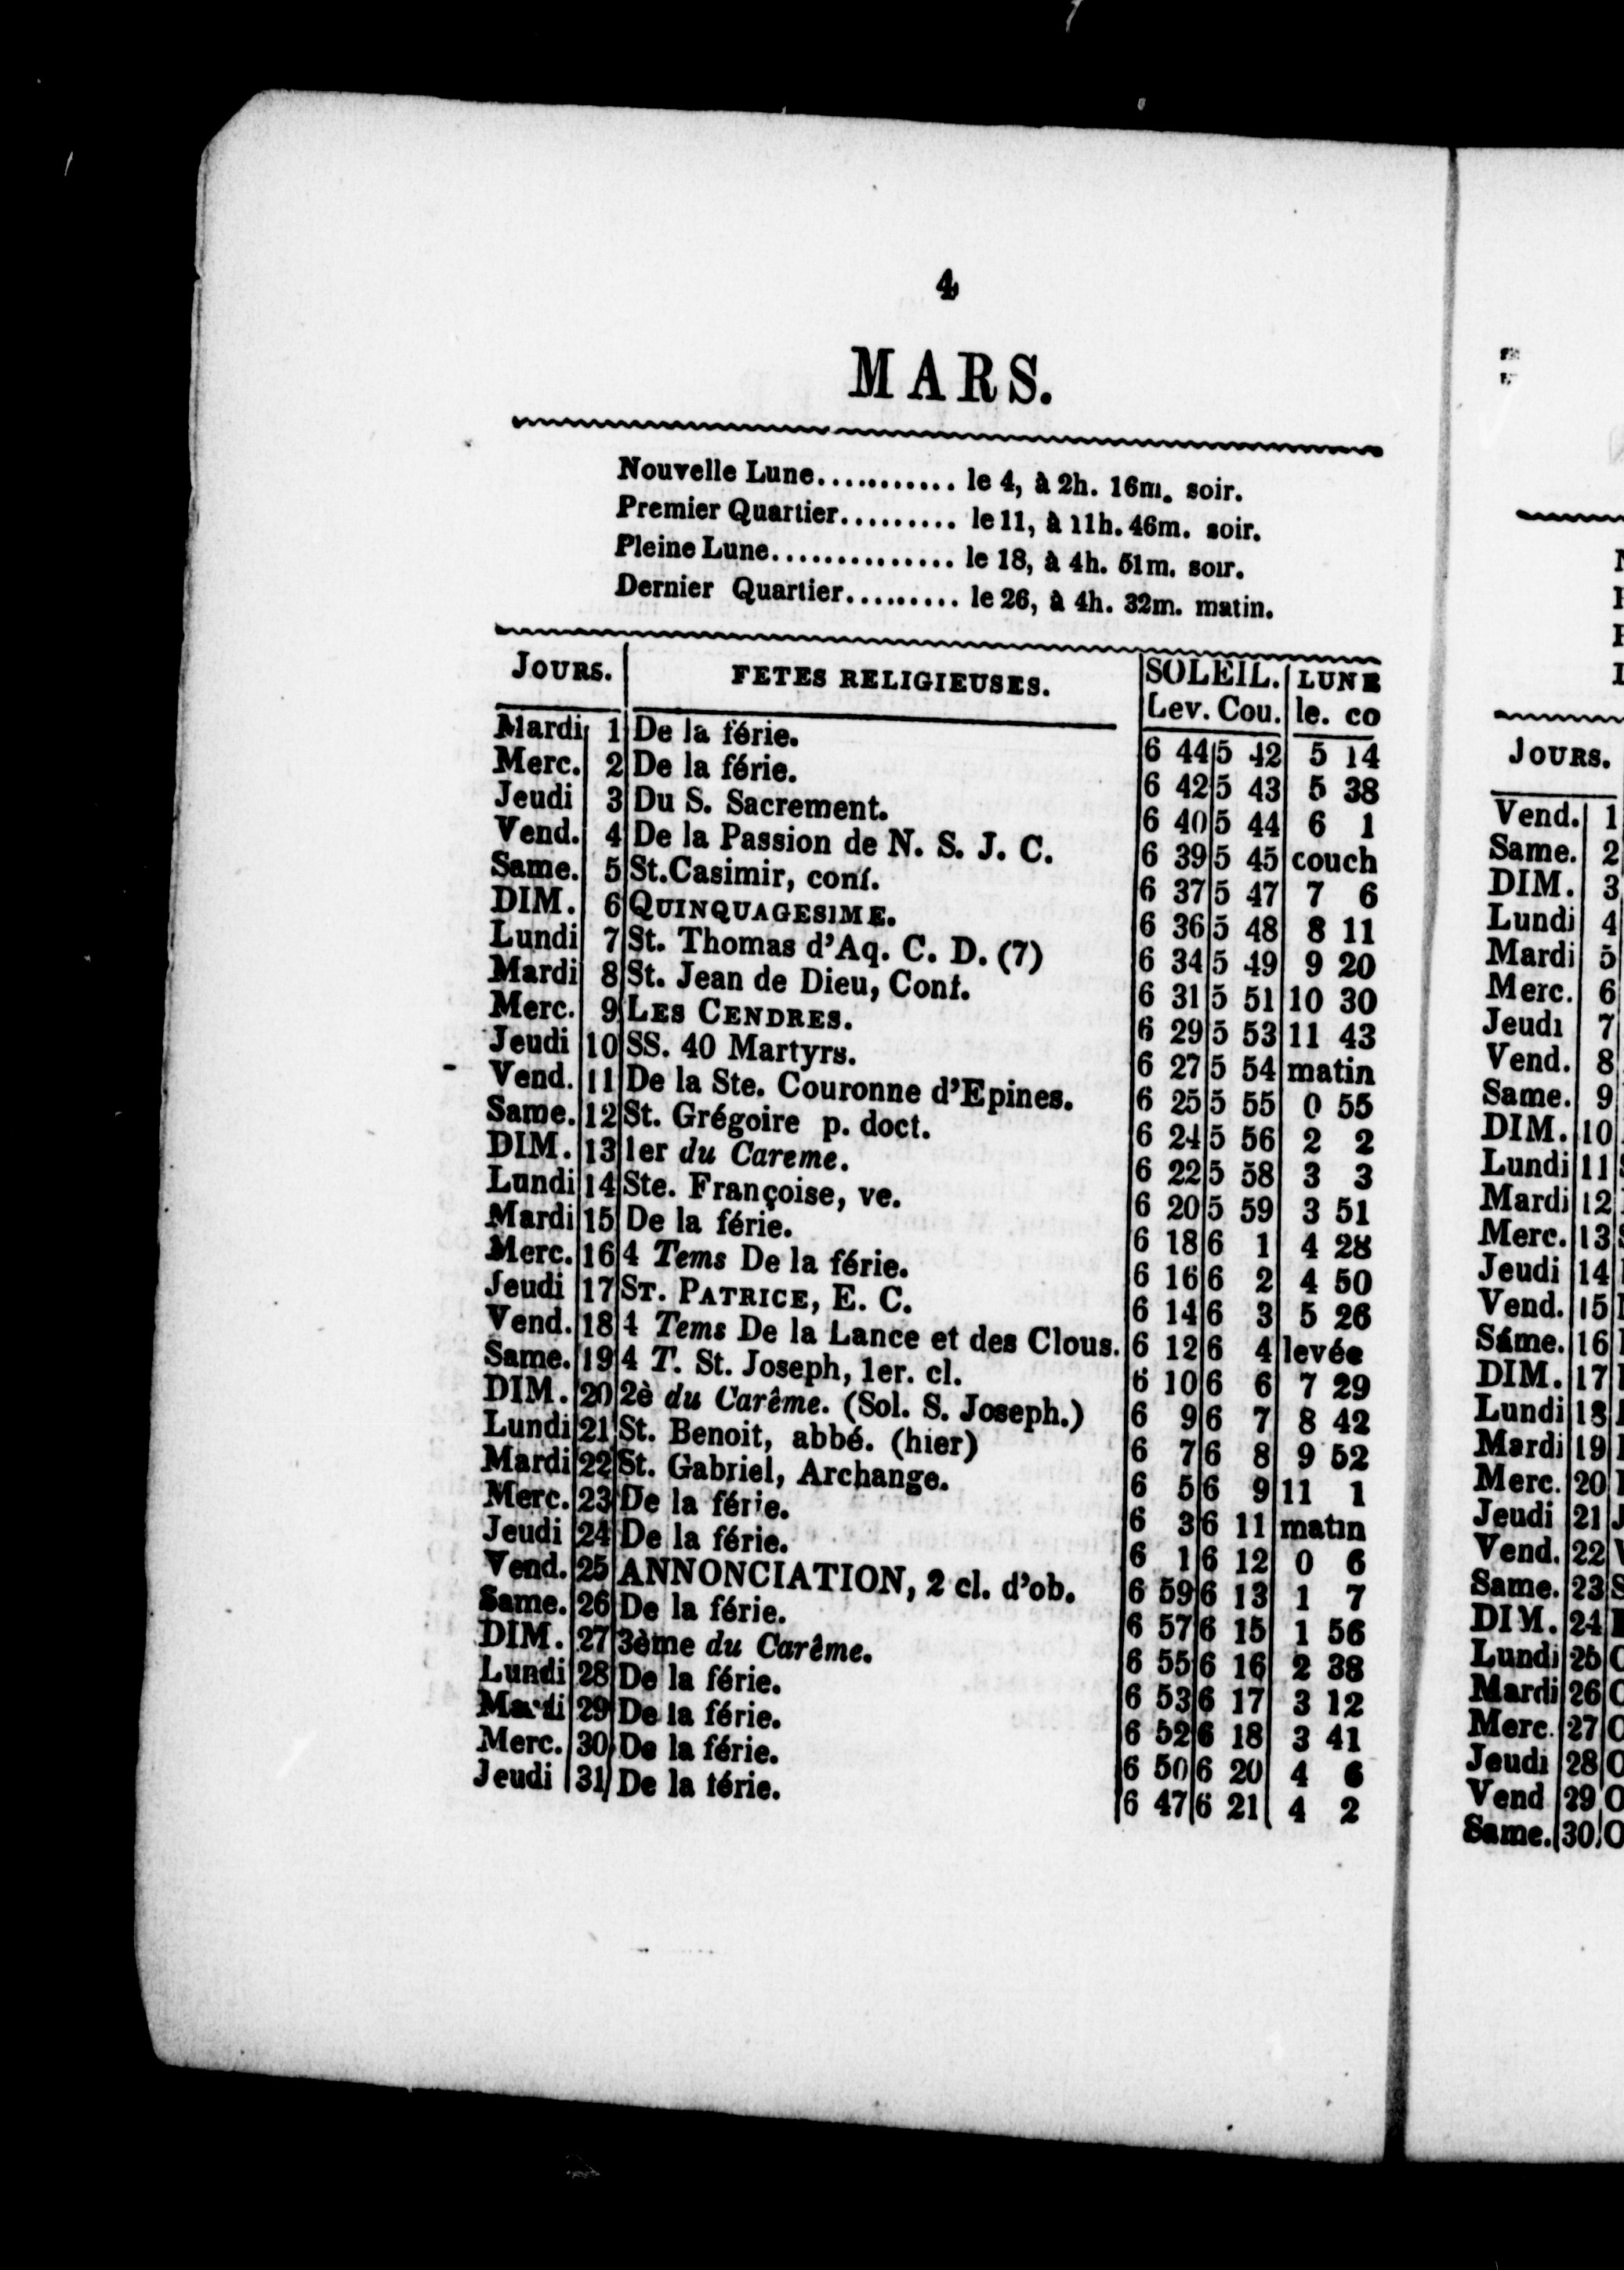 4
MARS.
Nouvelle Lune........... le 4, à 2h. 16m. soir.
Premier Quartier......... le 11, à 11h. 46m. soir.
Pleine Lune.............. le 18, à 4h. 51m. soir.
Dernier Quartier......... le 26, à 4h. 32m. matin.
JOURS. FETES RELIGIEUSES. SOLEIL. LUNE
Lev. Cou. le. co
Mardi 1 De la férie. 6 44 5 42 5 14
Merc. 2 De la férie. 6 42 5 43 5 38
Jeudi 3 Du S. Sacrement. 6 40 5 44 6 1
Vend. 4 De la Passion de N. S. J. C. 6 39 5 45 couch
Same. 5 St. Casimir, conf. 6 37 5 47 7 6
DIM. 6 QUINQUAGESIME. 6 36 5 48 8 11
Lundi 7 St. Thomas d'Aq. C. D. (7) 6 34 5 49 9 20
Mardi 8 St. Jean de Dieu, Conf. 6 31 5 51 10 30
Merc. 9 LES CENDRES. 6 29 5 53 11 43
Jeudi 10 SS. 40 Martyrs. 6 27 5 54 matin
Vend. 11 De la Ste. Couronne d'Epines. 6 25 5 55 0 55
Same. 12 St. Grégoire p. doct. 6 24 5 56 2 2
DIM. 13 1er du Careme. 6 22 5 58 3 3
Lundi 14 Ste. Françoise, ve. 6 20 5 59 3 51
Mardi 15 De la férie. 6 18 6 1 4 28
Merc. 16 4 Tems De la férie. 6 16 6 2 4 50
Jeudi 17 ST. PATRICE, E. C. 6 14 6 3 5 26
Vend. 18 4 Tems De la Lance et des Clous. 6 12 6 4 levée
Same. 19 4 T. St. Joseph, 1er. cl. 6 10 6 6 7 29
DIM. 20 2è du Carême. (Sol. S. Joseph.) 6 9 6 7 8 42
Lundi 21 St. Benoit, abbé. (hier) 6 7 6 8 9 52
Mardi 22 St. Gabriel, Archange. 6 5 6 9 11 1
Merc. 23 De la férie. 6 3 6 11 matin
Jeudi 24 De la férie. 6 1 6 12 0 6
Vend. 25 ANNONCIATION, 2 cl. d'ob. 6 59 6 13 1 7
Same. 26 De la férie. 6 57 6 15 1 56
DIM. 27 3ème du Carême. 6 55 6 16 2 38
Lundi 28 De la férie. 6 53 6 17 3 12
Mardi 29 De la férie. 6 52 6 18 3 41
Merc. 30 De la férie. 6 50 6 20 4 6
Jeudi 31 De la férie. 6 47 6 21 4 2
JOURS.
Vend. 1
Same. 2
DIM. 3
Lundi 4
Mardi 5
Merc. 6
Jeudi 7
Vend. 8
Same. 9
DIM. 10
Lundi 11
Mardi 12
Merc. 13
Jeudi 14
Vend. 15
Same. 16
DIM. 17
Lundi 18
Mardi 19
Merc. 20
Jeudi 21
Vend. 22
Same. 23
DIM. 24
Lundi 25
Mardi 26
Merc. 27
Jeudi 28
Vend 29
Same. 30